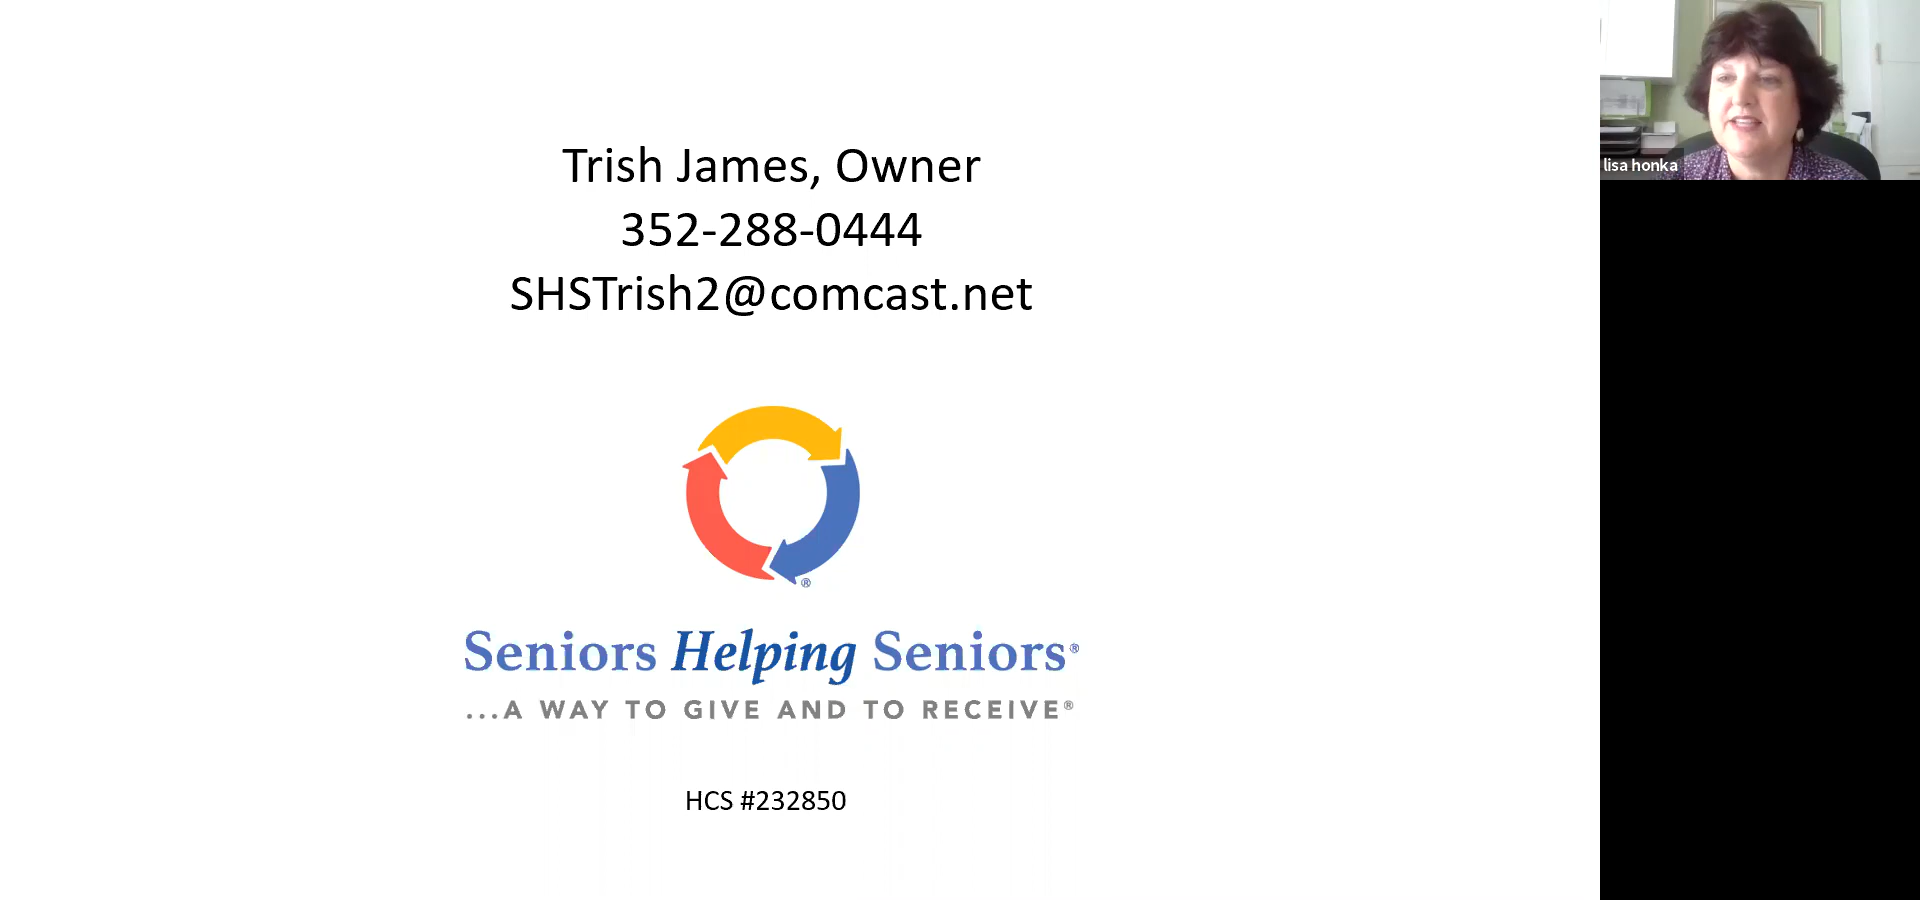 Trish James, Owner
352-288-0444
SHSTrish2@comcast.net
®
Seniors Helping Seniors®
...A WAY TO GIVE AND TO RECEIVE®
HCS #232850
lisa honka